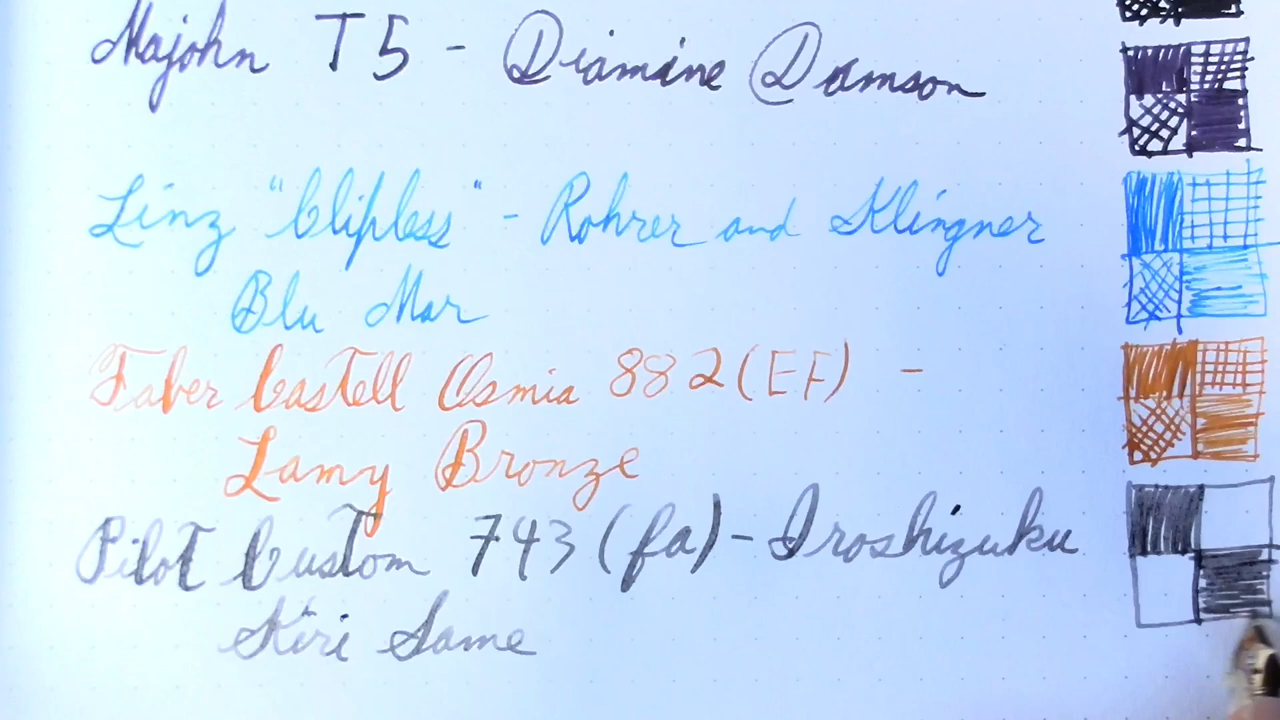 Majohn T5 - Diamine Damson
Linz "Clipless" - Rohrer and Klingner
Blu Mar
Faber Castell Osmia 882 (EF) -
Lamy Bronze
Pilot Custom 743 (fa) - Iroshizuku
Kiri Same